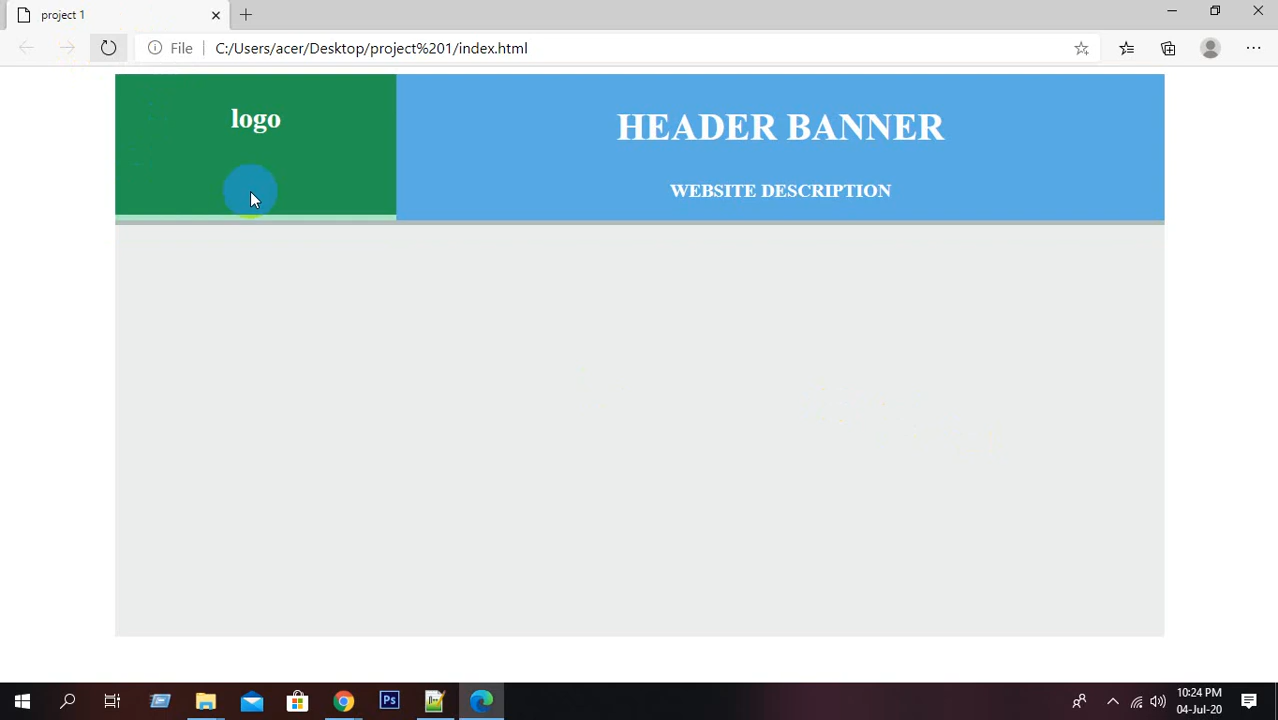 project 1
File
C:/Users/acer/Desktop/project%201/index.html
logo
HEADER BANNER
WEBSITE DESCRIPTION
Ps
10:24 PM
04-Jul-20